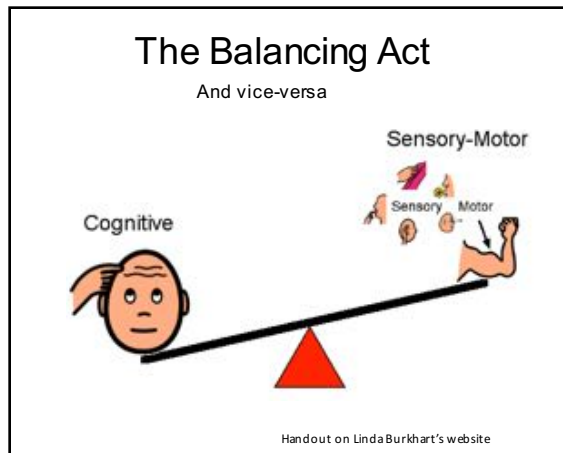 The Balancing Act
And vice-versa
Sensory-Motor
Sensory Motor
Cognitive
Handout on Linda Burkhart's website